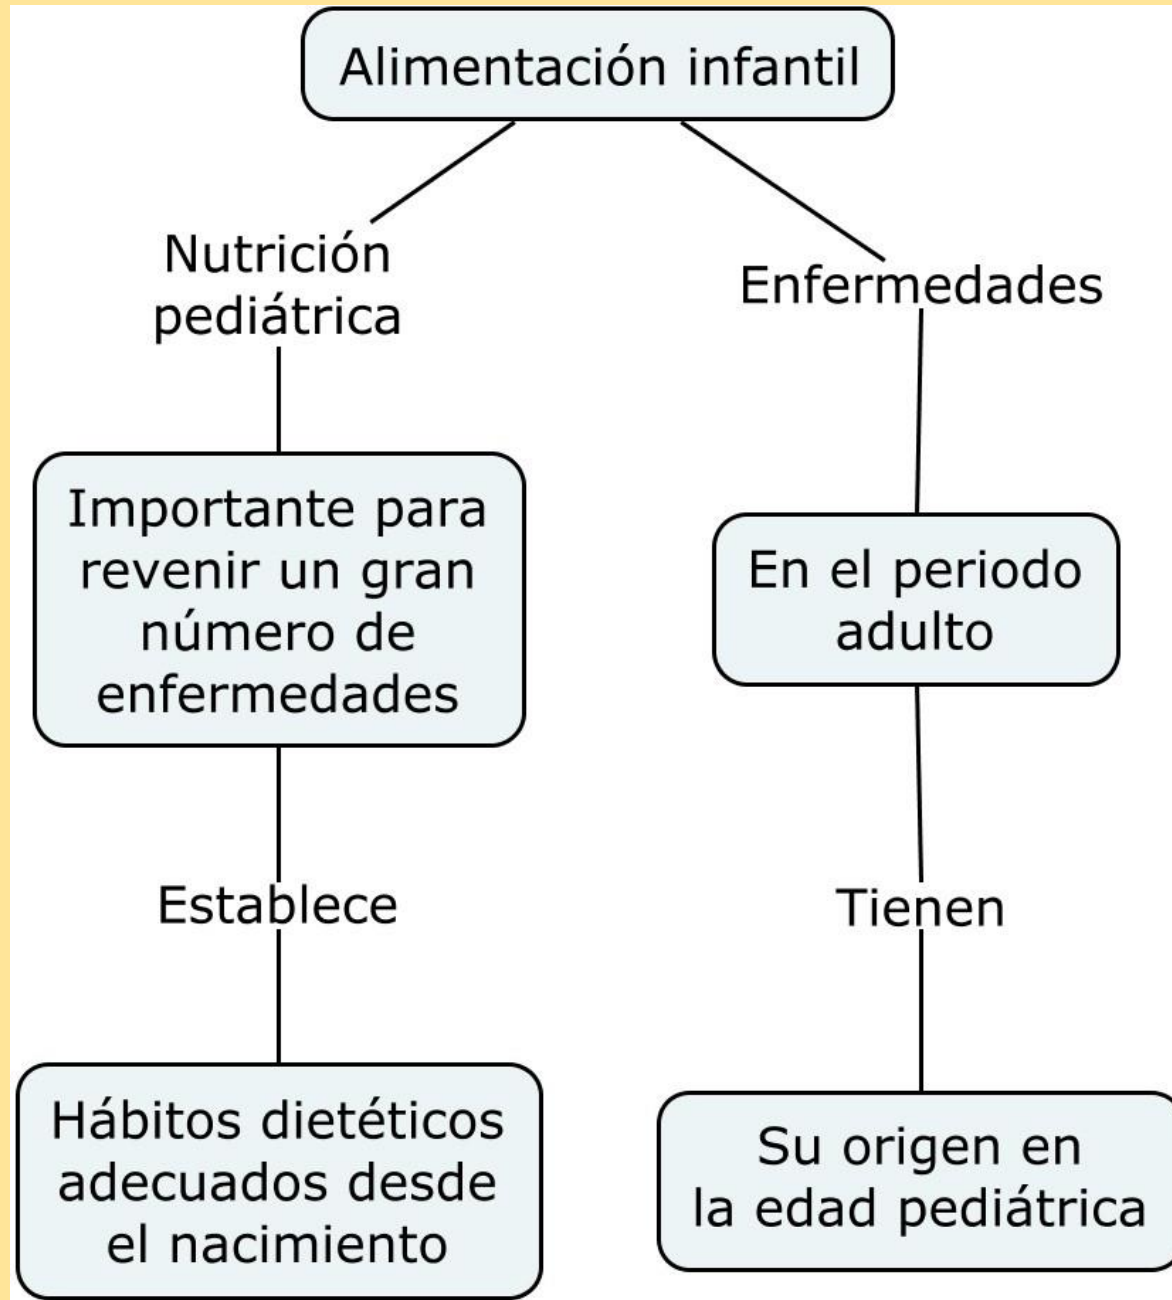 Alimentación infantil
Nutrición
pediátrica
Importante para
revenir un gran
número de
enfermedades
Establece
Hábitos dietéticos
adecuados desde
el nacimiento
Enfermedades
En el periodo
adulto
Tienen
Su origen en
la edad pediátrica